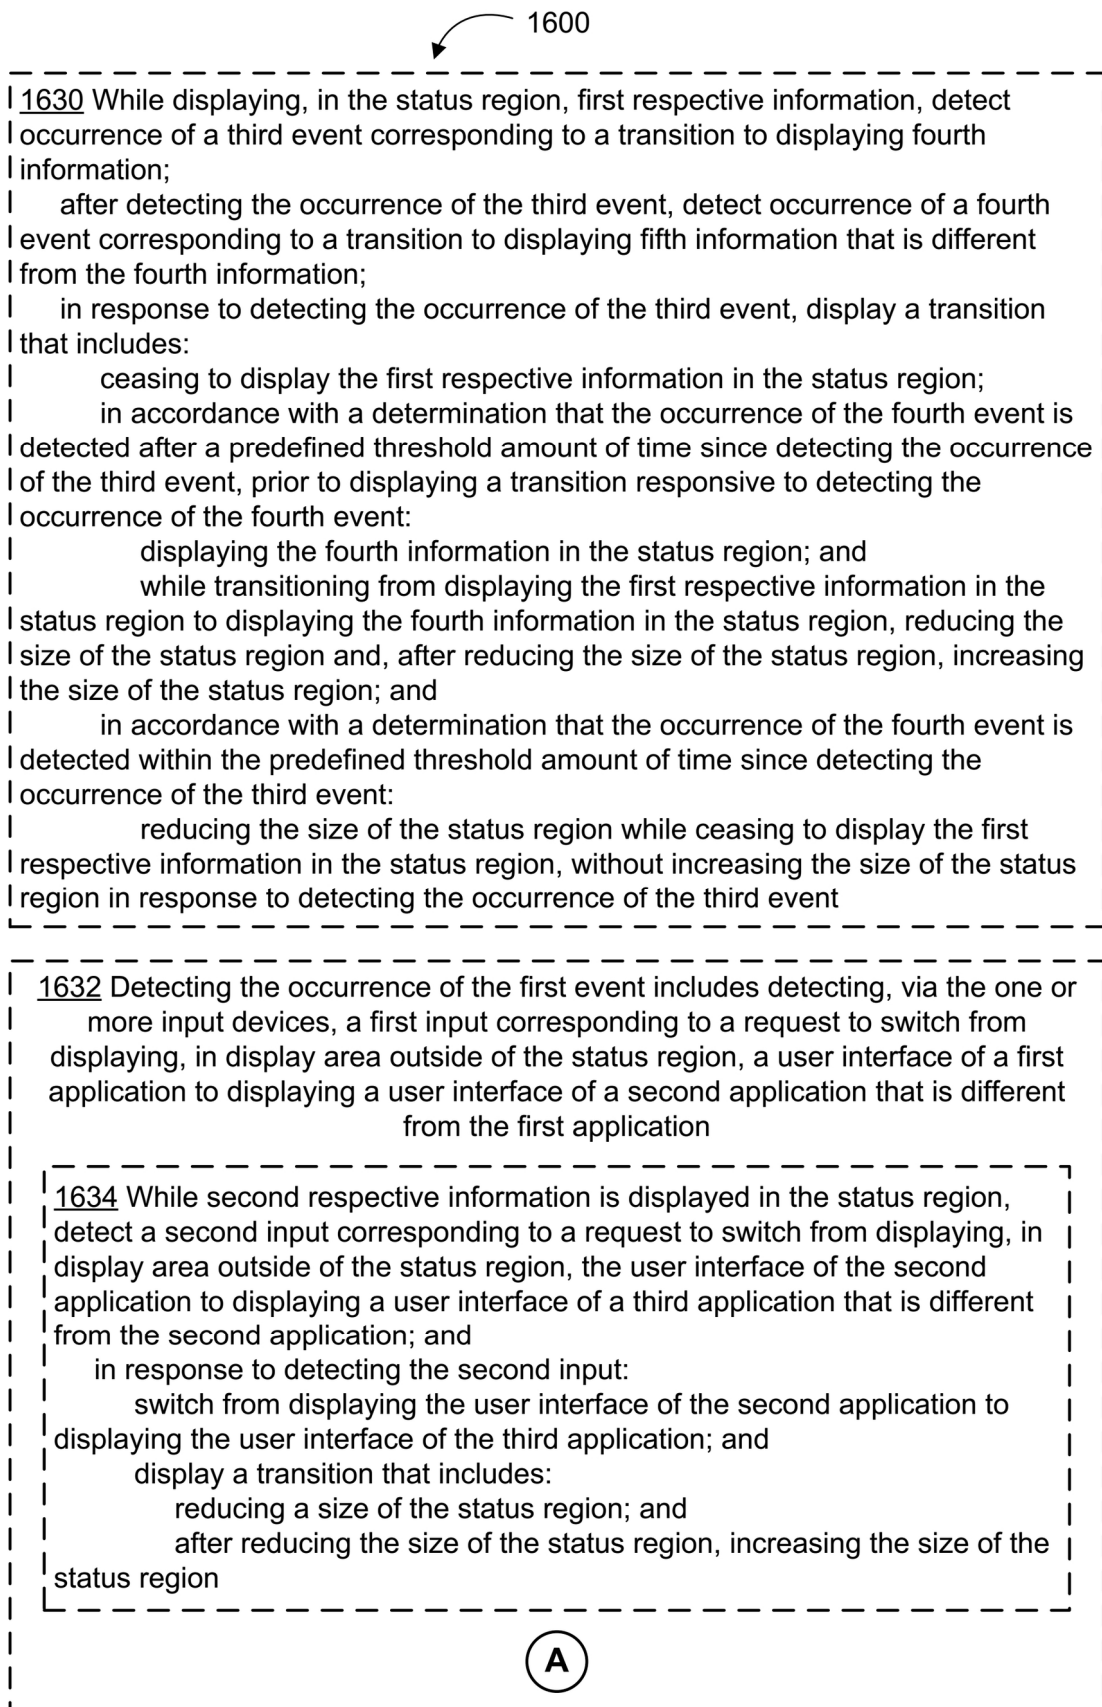 1600
1630 While displaying, in the status region, first respective information, detect
occurrence of a third event corresponding to a transition to displaying fourth
information;
after detecting the occurrence of the third event, detect occurrence of a fourth
event corresponding to a transition to displaying fifth information that is different
from the fourth information;
in response to detecting the occurrence of the third event, display a transition
that includes:
ceasing to display the first respective information in the status region;
in accordance with a determination that the occurrence of the fourth event is
detected after a predefined threshold amount of time since detecting the occurrence
of the third event, prior to displaying a transition responsive to detecting the
occurrence of the fourth event:
displaying the fourth information in the status region; and
while transitioning from displaying the first respective information in the
status region to displaying the fourth information in the status region, reducing the
size of the status region and, after reducing the size of the status region, increasing
the size of the status region; and
in accordance with a determination that the occurrence of the fourth event is
detected within the predefined threshold amount of time since detecting the
occurrence of the third event:
reducing the size of the status region while ceasing to display the first
respective information in the status region, without increasing the size of the status
region in response to detecting the occurrence of the third event
1632 Detecting the occurrence of the first event includes detecting, via the one or
more input devices, a first input corresponding to a request to switch from
displaying, in display area outside of the status region, a user interface of a first
application to displaying a user interface of a second application that is different
from the first application
1634 While second respective information is displayed in the status region,
detect a second input corresponding to a request to switch from displaying, in
display area outside of the status region, the user interface of the second
application to displaying a user interface of a third application that is different
from the second application; and
in response to detecting the second input:
switch from displaying the user interface of the second application to
displaying the user interface of the third application; and
display a transition that includes:
reducing a size of the status region; and
after reducing the size of the status region, increasing the size of the
status region
A